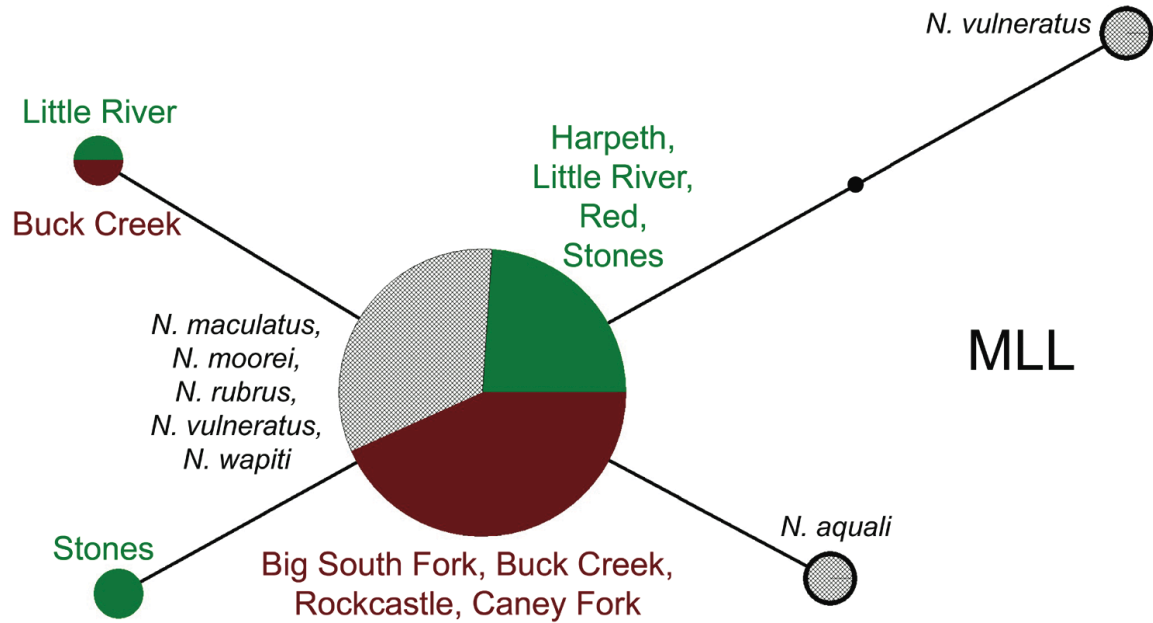 N. vulneratus
Little River
Buck Creek
Harpeth,
Little River,
Red,
Stones
N. maculatus,
N. moorei,
N. rubrus,
N. vulneratus,
N. wapiti
MLL
Stones
Big South Fork, Buck Creek,
Rockcastle, Caney Fork
N. aquali